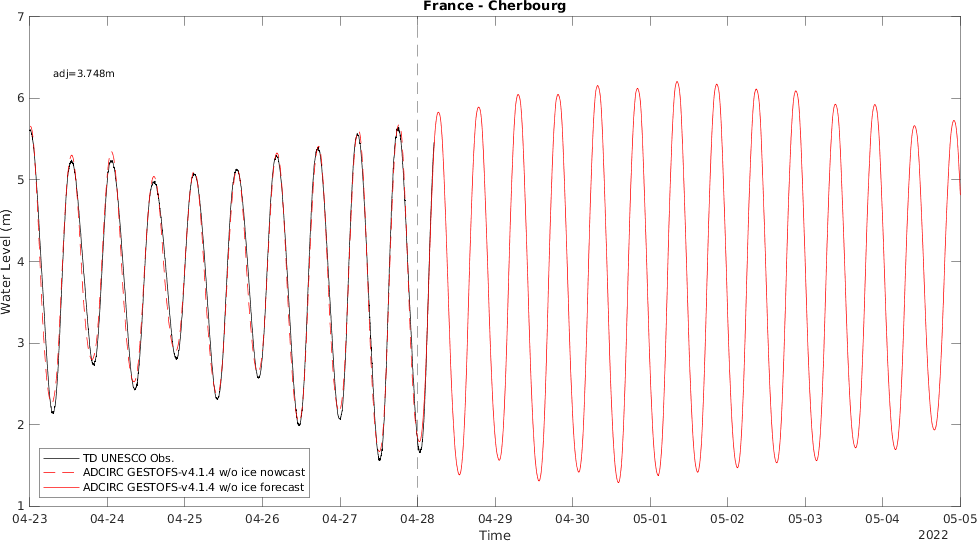 France - Cherbourg
7
adj=3.748m
6
5
4
3
2
1
Water Level (m)
TD UNESCO Obs.
ADCIRC GESTOFS-v4.1.4 w/o ice nowcast
ADCIRC GESTOFS-v4.1.4 w/o ice forecast
04-23 04-24 04-25 04-26 04-27 04-28 04-29 04-30 05-01 05-02 05-03 05-04 05-05
Time
2022